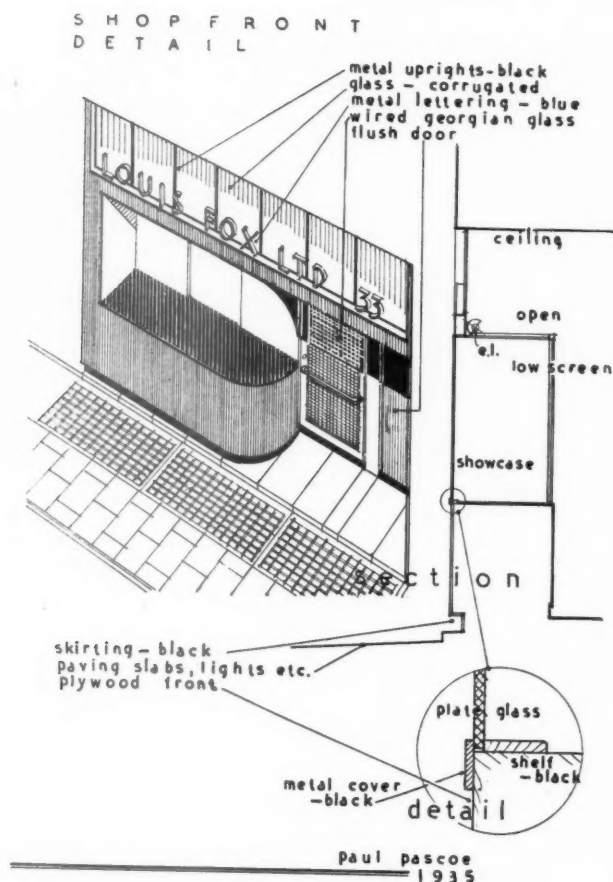 SHOPFRONT
DETAIL
metal uprights-black
glass - corrugated
metal lettering - blue
wired georgian glass
flush door
LOUIS FOX LTD 33
ceiling
open
e.l.
low screen
showcase
section
skirting - black
paving slabs, lights etc.
plywood front
plate glass
shelf
-black
metal cover
-black
detail
paul pascoe
1935